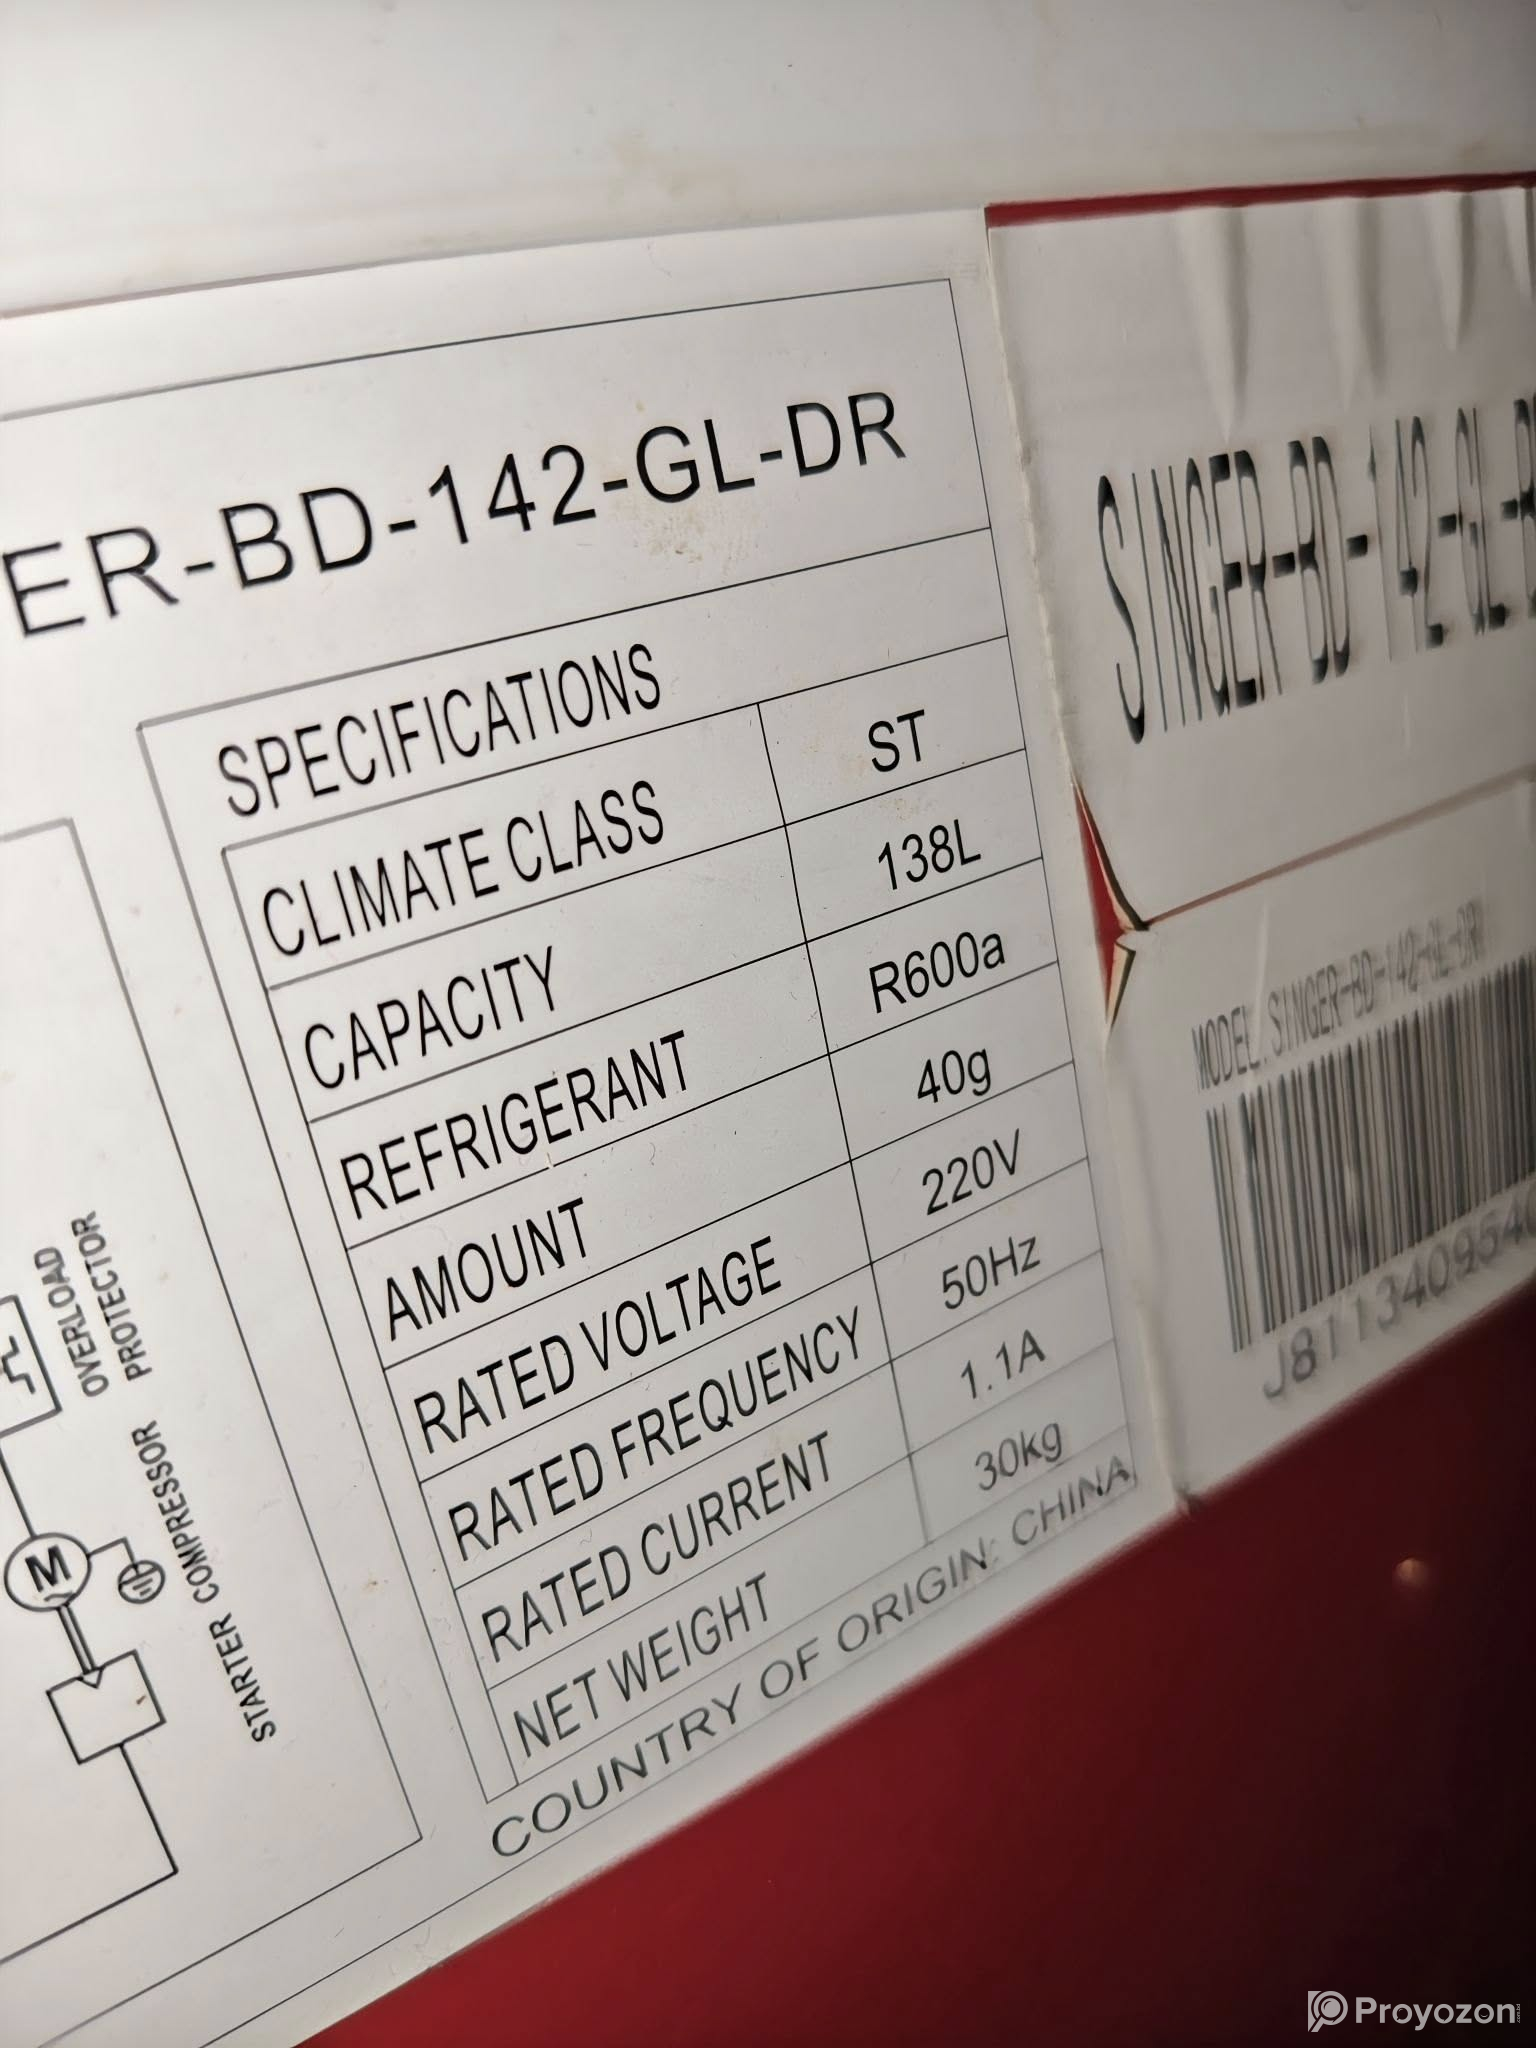 ER-BD-142-GL-DR
SPECIFICATIONS
CLIMATE CLASS ST
CAPACITY 138L
REFRIGERANT R600a
AMOUNT 40g
RATED VOLTAGE 220V
RATED FREQUENCY 50Hz
RATED CURRENT 1.1A
NET WEIGHT 30kg
COUNTRY OF ORIGIN: CHINA
OVERLOAD
PROTECTOR
M
STARTER COMPRESSOR
SINGER-BD-142-GL-
MODEL: SINGER-BD-142-GL-DR
J811340954
Proyozon